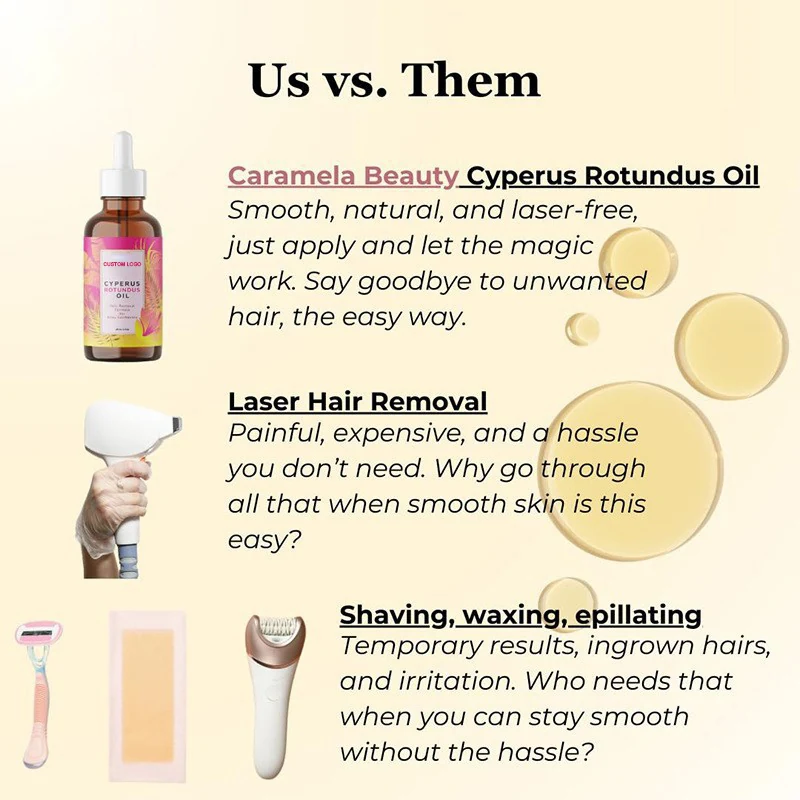 Us vs. Them
Caramela Beauty Cyperus Rotundus Oil
Smooth, natural, and laser-free,
just apply and let the magic
work. Say goodbye to unwanted
hair, the easy way.
CUSTOM LOGO
CYPERUS
ROTUNDUS
OIL
Laser Hair Removal
Painful, expensive, and a hassle
you don't need. Why go through
all that when smooth skin is this
easy?
Shaving, waxing, epillating
Temporary results, ingrown hairs,
and irritation. Who needs that
when you can stay smooth
without the hassle?